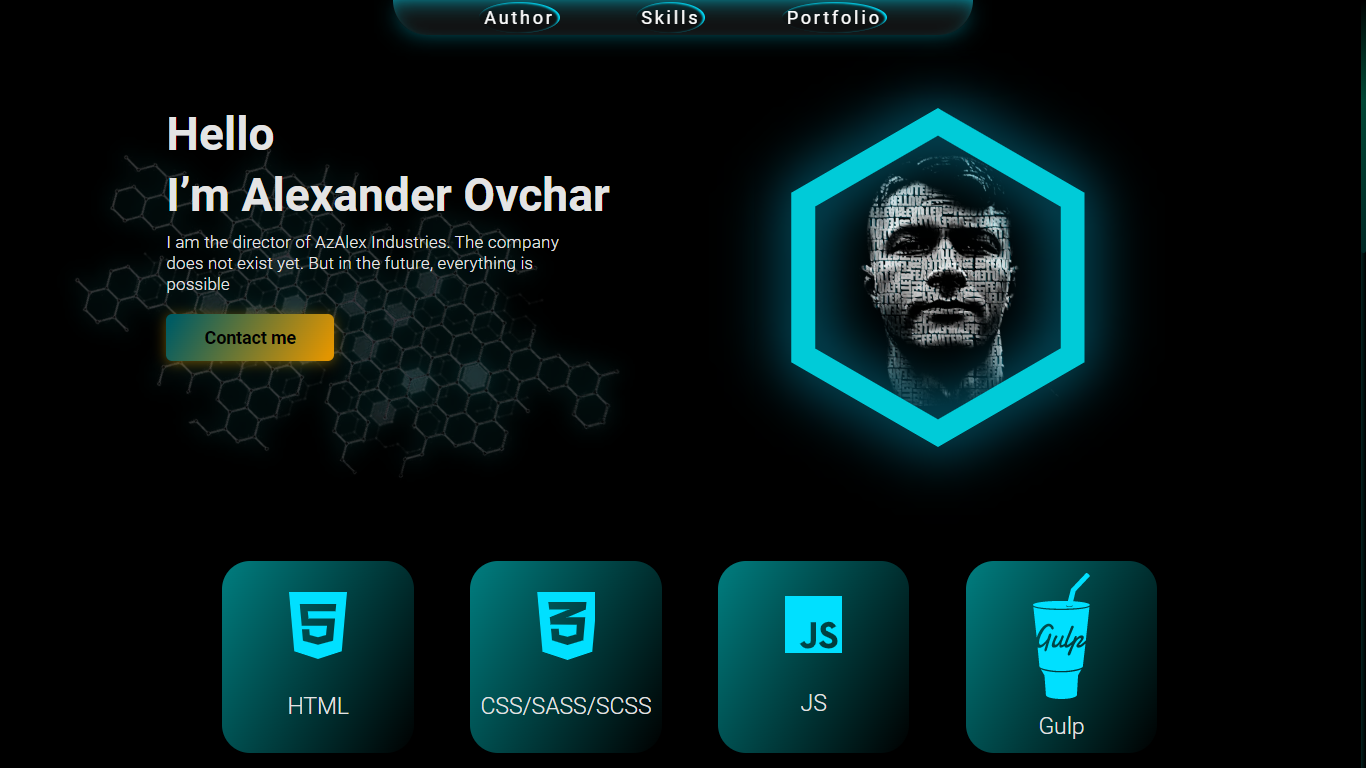 Author Skills Portfolio
Hello
I’m Alexander Ovchar
I am the director of AzAlex Industries. The company
does not exist yet. But in the future, everything is
possible
Contact me
5 3 JS Gulp
HTML CSS/SASS/SCSS JS Gulp